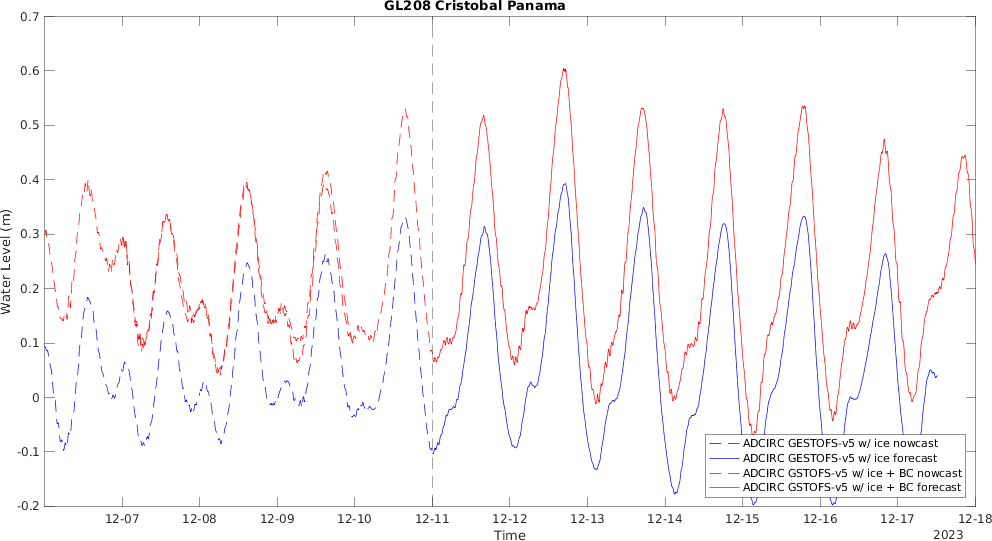 GL208 Cristobal Panama
0.7
0.6
0.5
0.4
0.3
0.2
0.1
0
-0.1
-0.2
Water Level (m)
ADCIRC GESTOFS-v5 w/ ice nowcast
ADCIRC GESTOFS-v5 w/ ice forecast
ADCIRC GSTOFS-v5 w/ ice + BC nowcast
ADCIRC GSTOFS-v5 w/ ice + BC forecast
12-07 12-08 12-09 12-10 12-11 12-12 12-13 12-14 12-15 12-16 12-17 12-18
Time
2023